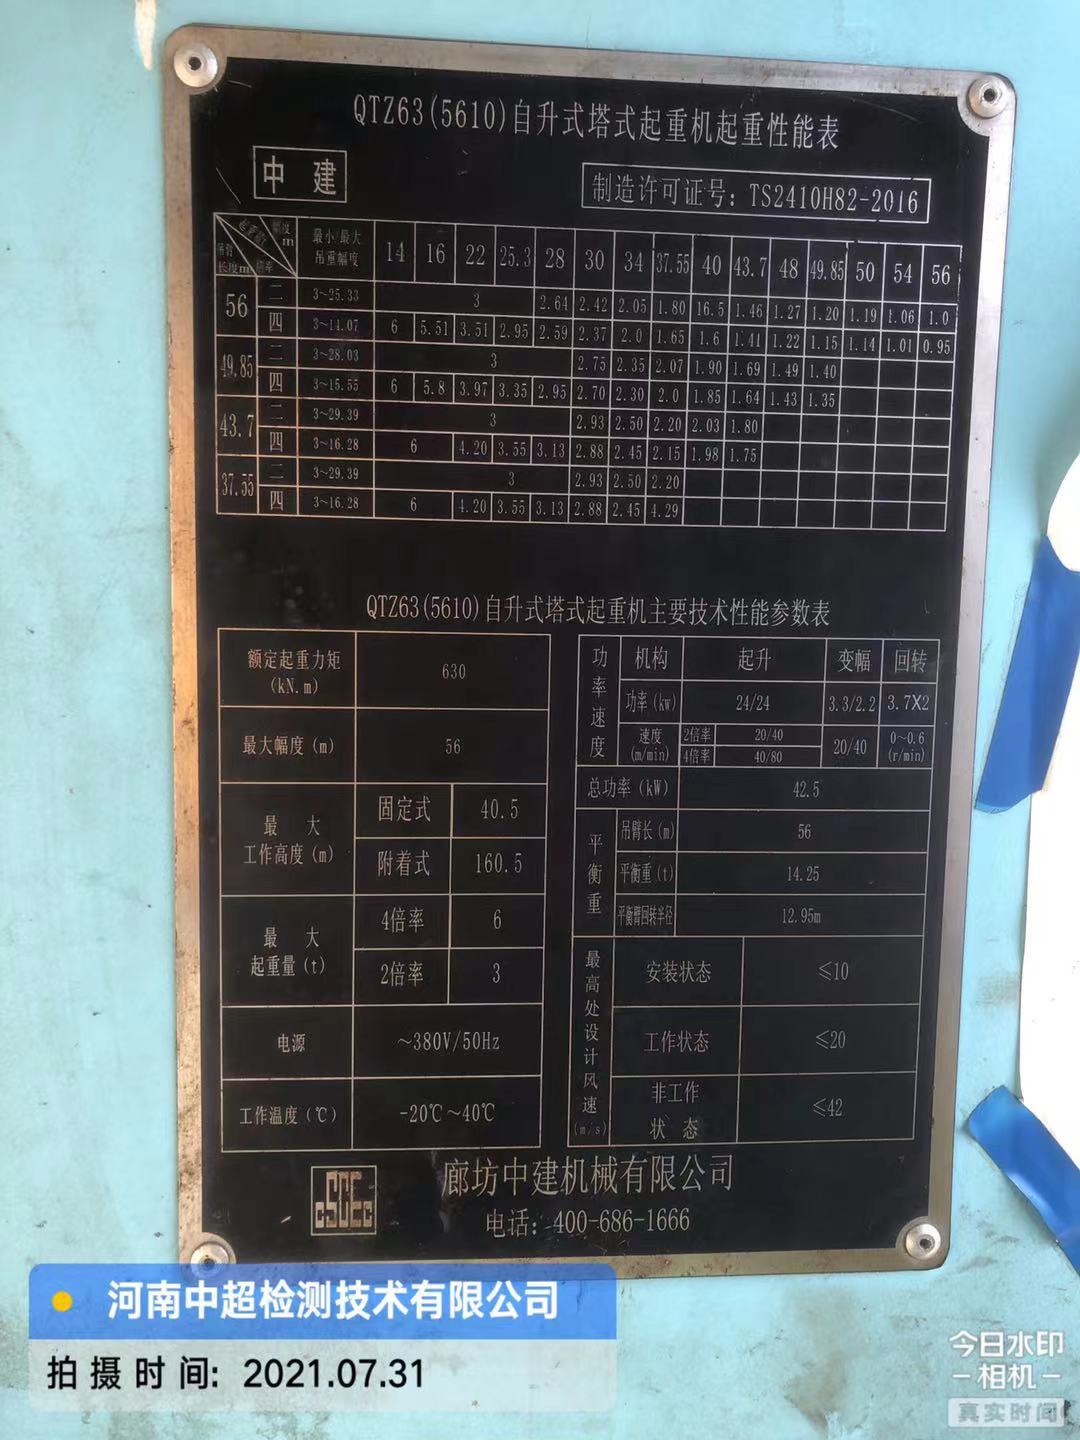 QTZ63(5610)自升式塔式起重机起重性能表
中 建
制造许可证号: TS2410H82-2016
起重量t 幅度m 吊臂长度m 倍率 最小/最大吊重幅度 14 16 22 25.3 28 30 34 37.55 40 43.7 48 49.85 50 54 56
56 二 3~25.33 3 2.64 2.42 2.05 1.80 16.5 1.46 1.27 1.20 1.19 1.06 1.0
四 3~14.07 6 5.51 3.51 2.95 2.59 2.37 2.0 1.65 1.6 1.41 1.22 1.15 1.14 1.01 0.95
49.85 二 3~28.03 3 2.75 2.35 2.07 1.90 1.69 1.49 1.40
四 3~15.55 6 5.8 3.97 3.35 2.95 2.70 2.30 2.0 1.85 1.64 1.43 1.35
43.7 二 3~29.39 3 2.93 2.50 2.20 2.03 1.80
四 3~16.28 6 4.20 3.55 3.13 2.88 2.45 2.15 1.98 1.75
37.55 二 3~29.39 3 2.93 2.50 2.20
四 3~16.28 6 4.20 3.55 3.13 2.88 2.45 4.29
QTZ63(5610)自升式塔式起重机主要技术性能参数表
额定起重力矩(kN.m) 630
最大幅度(m) 56
最大工作高度(m) 固定式 40.5
附着式 160.5
最大起重量(t) 4倍率 6
2倍率 3
电源 ~380V/50Hz
工作温度(℃) -20℃~40℃
功率速度 机构 起升 变幅 回转
功率(kw) 24/24 3.3/2.2 3.7X2
速度(m/min) 2倍率 20/40 20/40 0~0.6(r/min)
4倍率 40/80
总功率(kW) 42.5
平衡重 吊臂长(m) 56
平衡重(t) 14.25
平衡臂回转半径 12.95m
最高处设计风速(m/s) 安装状态 ≤10
工作状态 ≤20
非工作状态 ≤42
廊坊中建机械有限公司
电话: 400-686-1666
河南中超检测技术有限公司
拍摄时间: 2021.07.31
今日水印
-相机-
真实时间